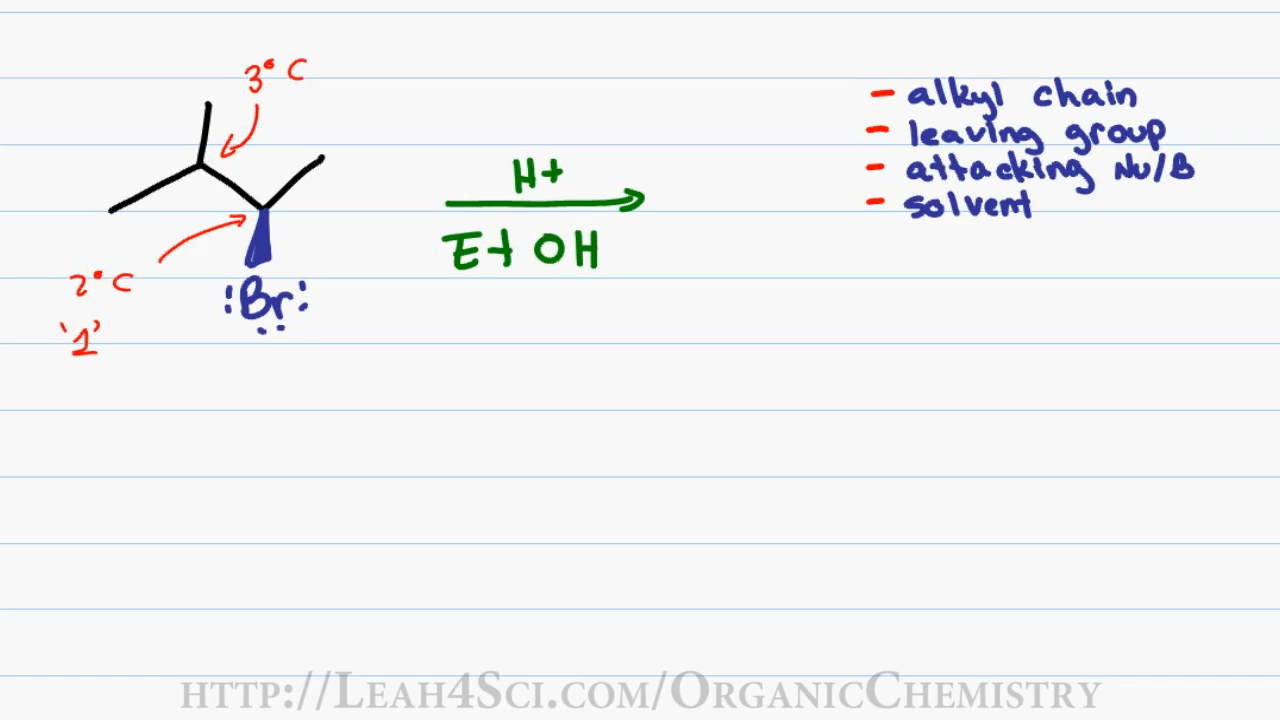 3° C
- alkyl chain
- leaving group
- attacking Nu/B
- solvent
H+
Et OH
2° C
'1'
:Br:
http://Leah4Sci.com/OrganicChemistry